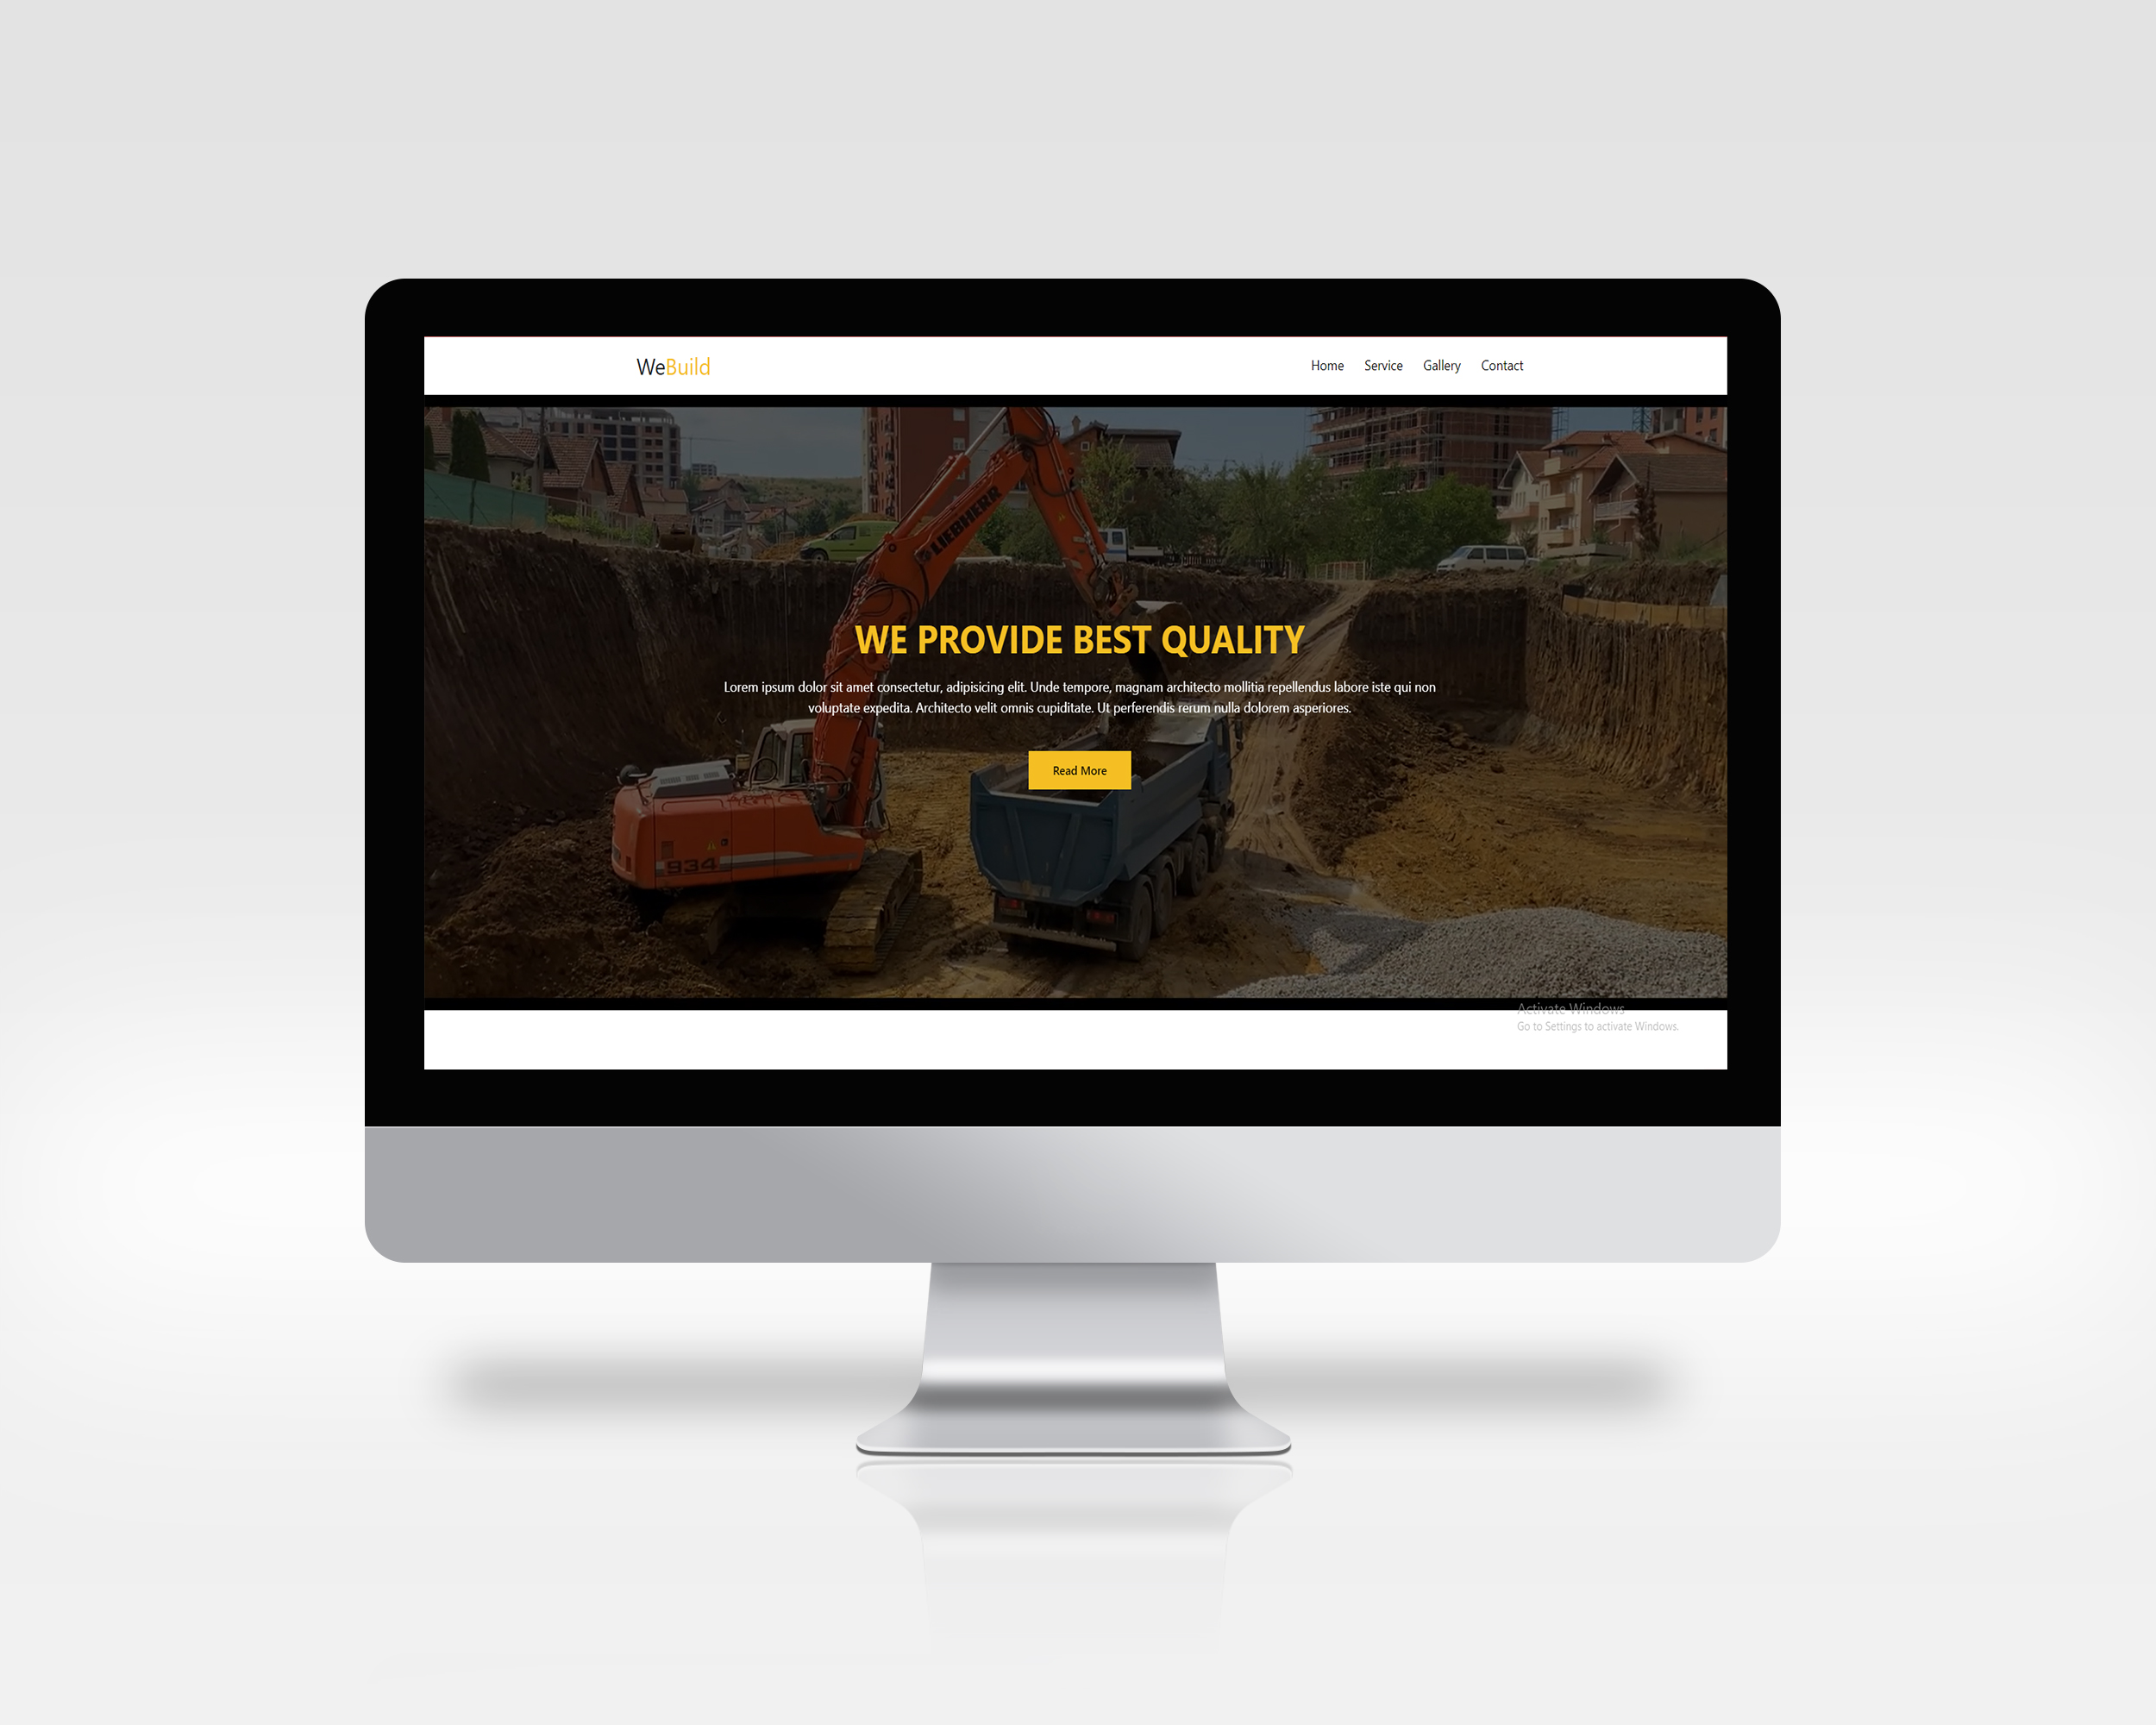 WeBuild
Home Service Gallery Contact
LIEBHERR
WE PROVIDE BEST QUALITY
Lorem ipsum dolor sit amet consectetur, adipisicing elit. Unde tempore, magnam architecto mollitia repellendus labore iste qui non
voluptate expedita. Architecto velit omnis cupiditate. Ut perferendis rerum nulla dolorem asperiores.
Read More
934
Activate Windows
Go to Settings to activate Windows.